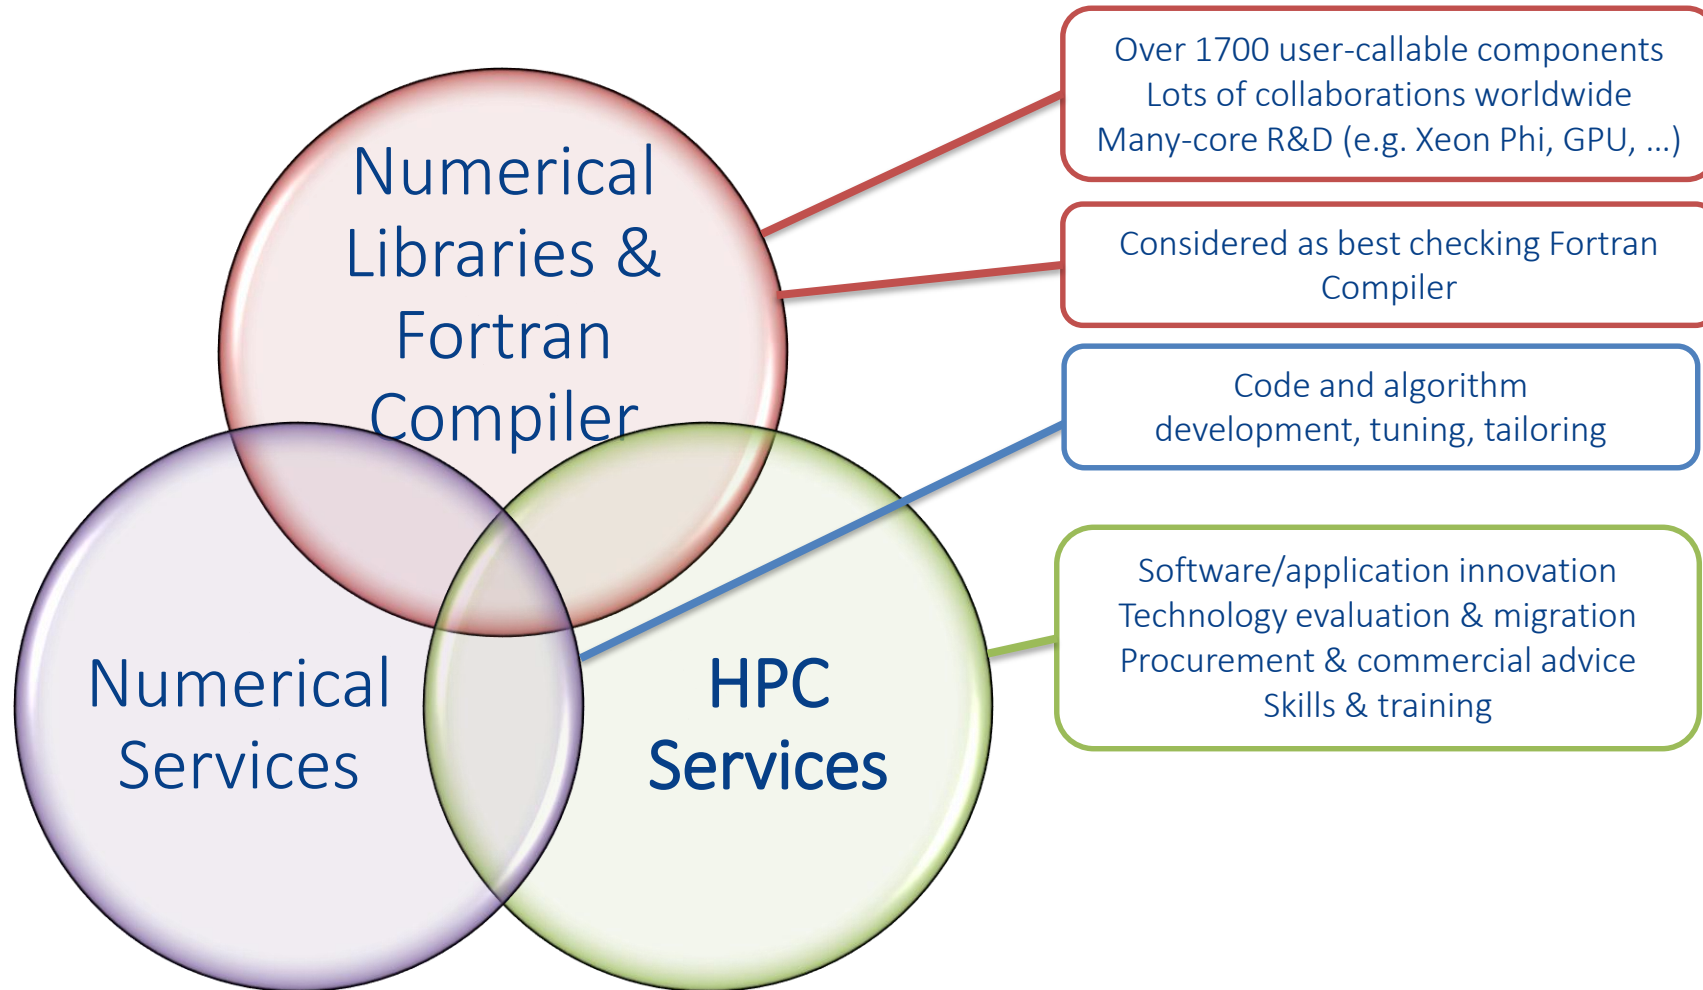 Numerical
Libraries &
Fortran
Compiler
Numerical
Services
HPC
Services
Over 1700 user-callable components
Lots of collaborations worldwide
Many-core R&D (e.g. Xeon Phi, GPU, ...)
Considered as best checking Fortran
Compiler
Code and algorithm
development, tuning, tailoring
Software/application innovation
Technology evaluation & migration
Procurement & commercial advice
Skills & training